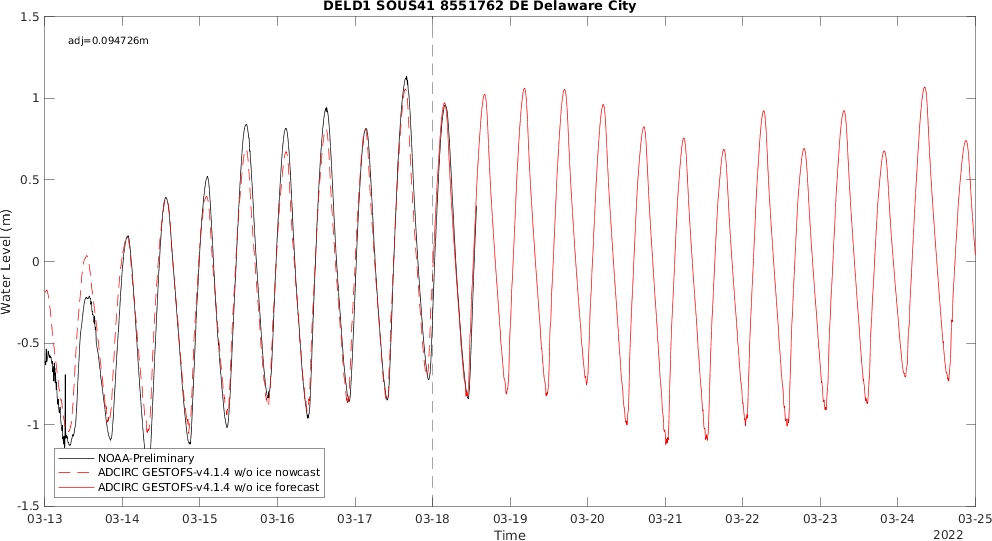 DELD1 SOUS41 8551762 DE Delaware City
adj=0.094726m
Water Level (m)
1.5
1
0.5
0
-0.5
-1
-1.5
NOAA-Preliminary
ADCIRC GESTOFS-v4.1.4 w/o ice nowcast
ADCIRC GESTOFS-v4.1.4 w/o ice forecast
03-13 03-14 03-15 03-16 03-17 03-18 03-19 03-20 03-21 03-22 03-23 03-24 03-25
Time
2022